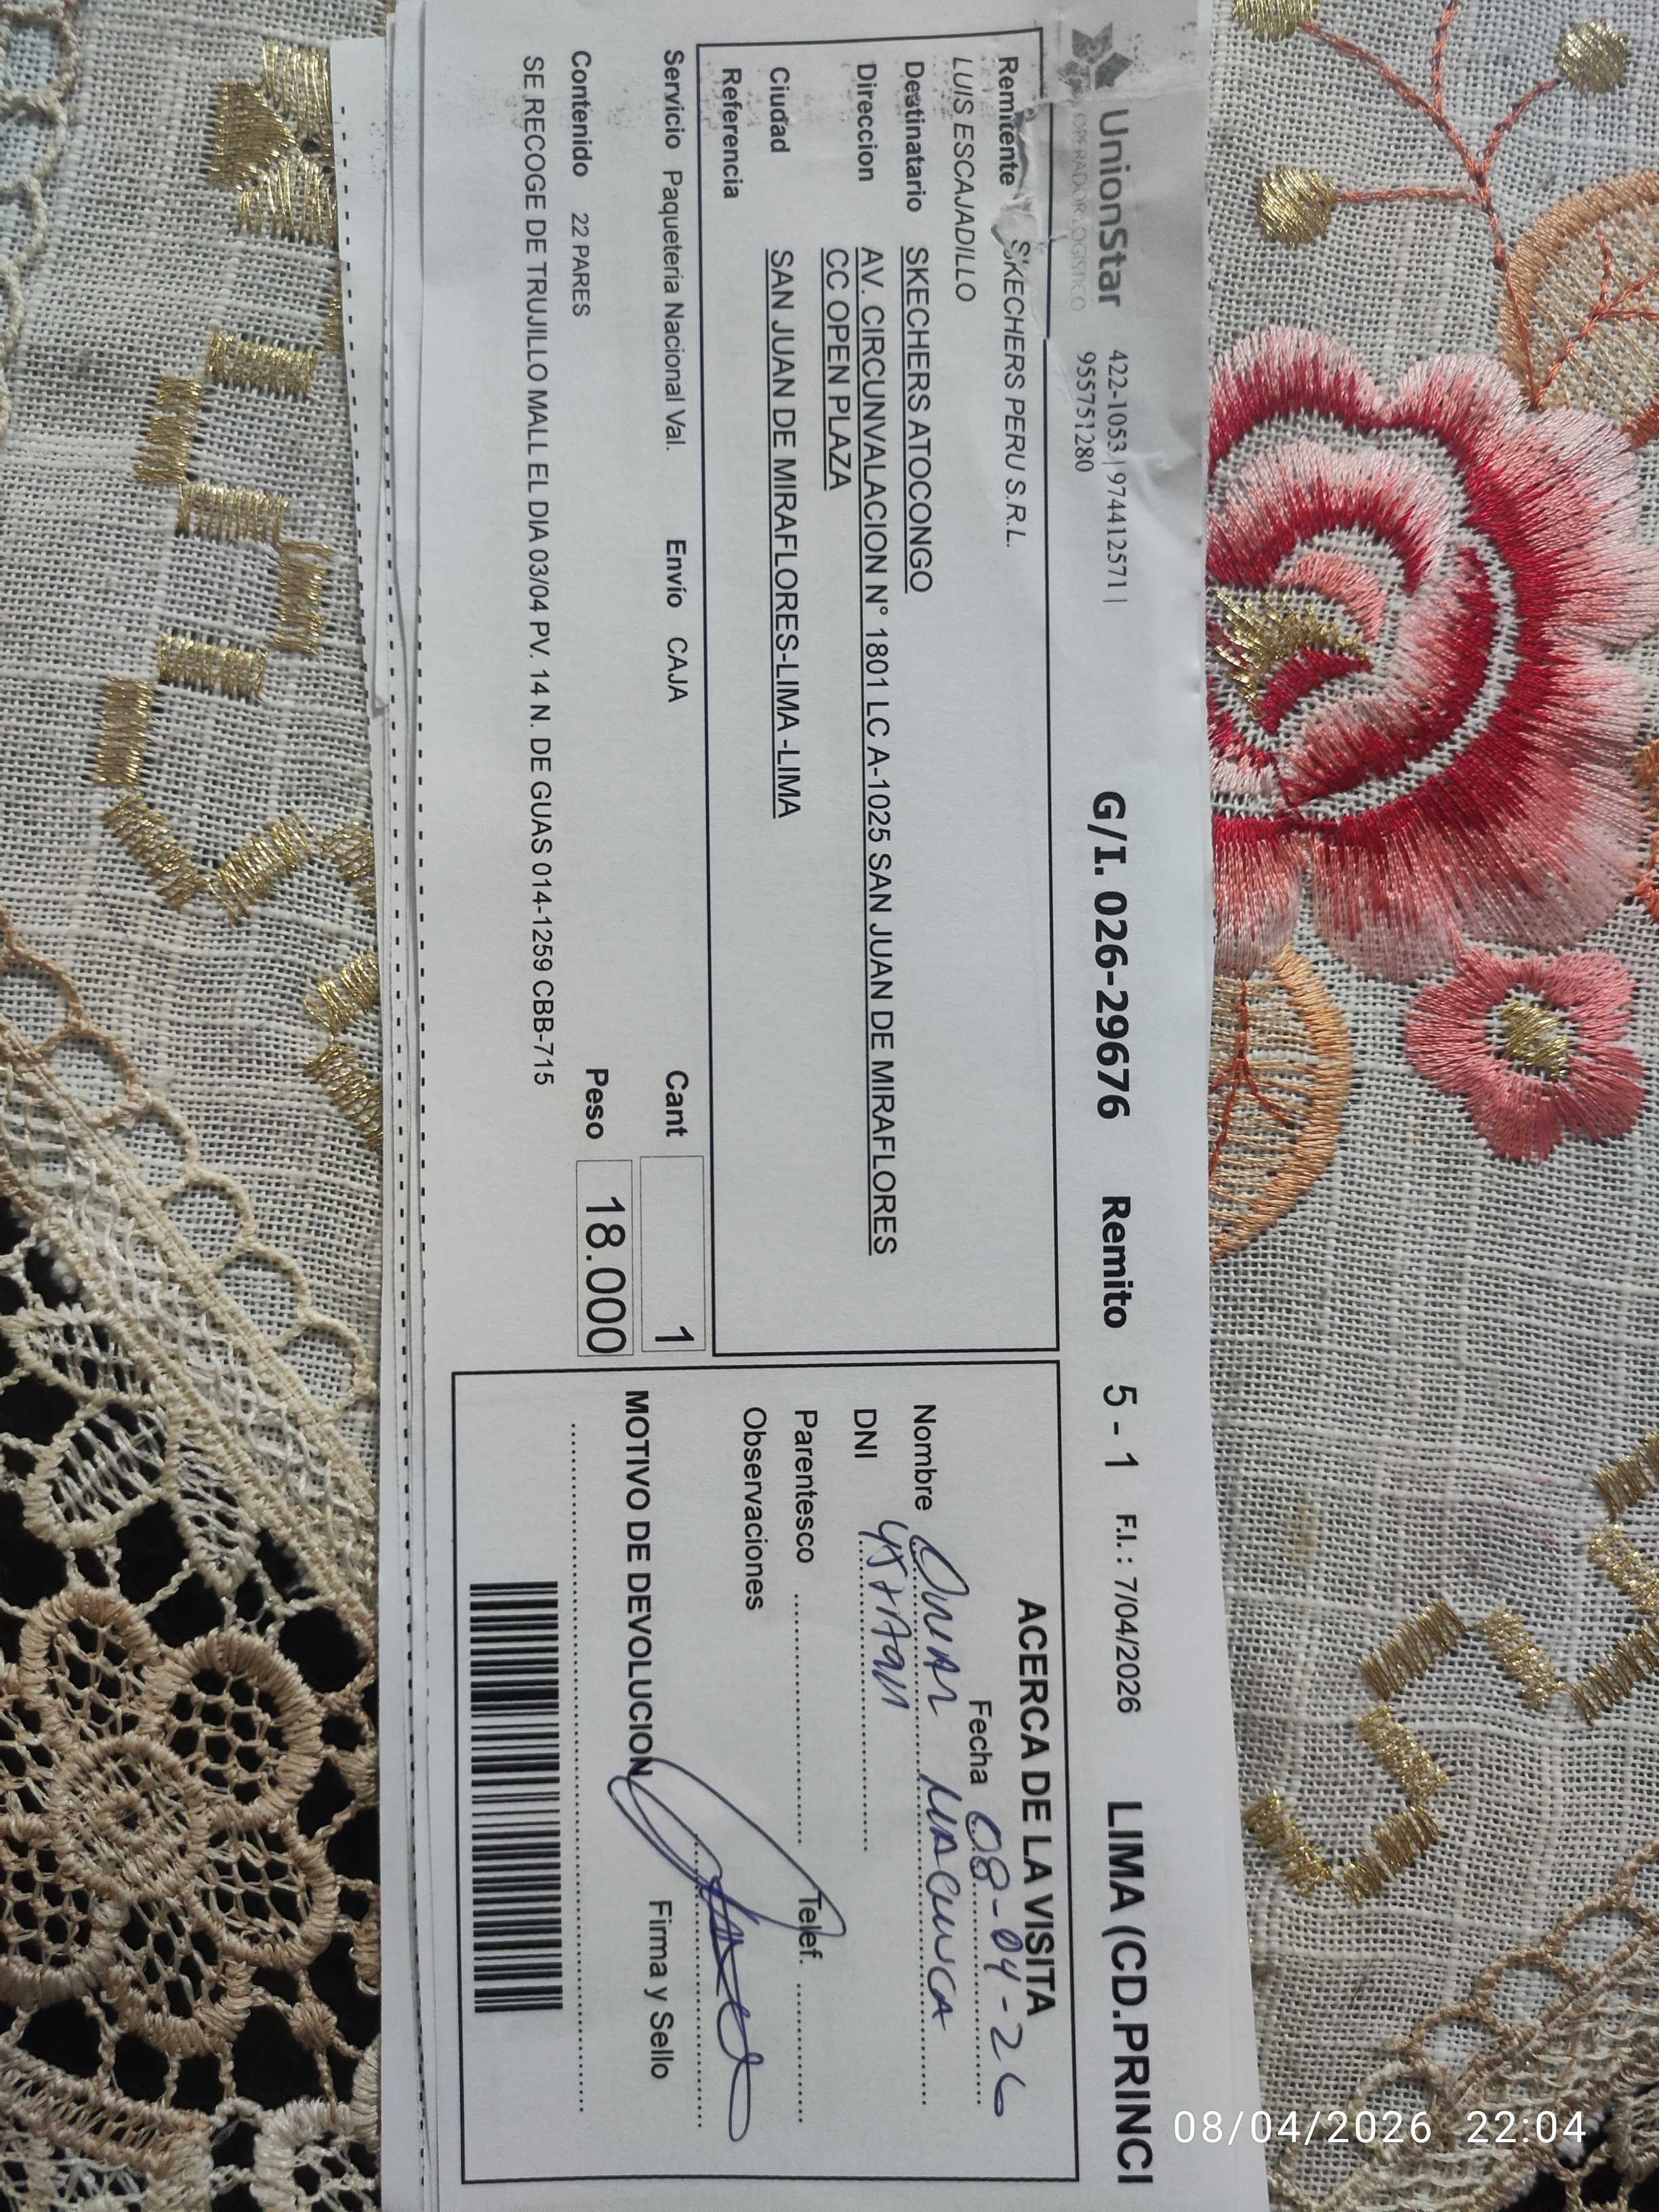 UnionStar
OPERADOR LOGISTICO
422-1053 | 974412571 |
955751280
G/I. 026-29676 Remito 5 - 1 F.I. : 7/04/2026 LIMA (CD.PRINCI
Remitente SKECHERS PERU S.R.L.
LUIS ESCAJADILLO
Destinatario SKECHERS ATOCONGO
Direccion AV. CIRCUNVALACION N° 1801 LC A-1025 SAN JUAN DE MIRAFLORES
CC OPEN PLAZA
Ciudad SAN JUAN DE MIRAFLORES-LIMA -LIMA
Referencia
Servicio Paqueteria Nacional Val. Envío CAJA Cant 1
Contenido 22 PARES Peso 18.000
SE RECOGE DE TRUJILLO MALL EL DIA 03/04 PV. 14 N. DE GUAS 014-1259 CBB-715
ACERCA DE LA VISITA
Fecha 08-04-26
Nombre Omar
DNI
Parentesco Telef.
Observaciones
Firma y Sello
MOTIVO DE DEVOLUCION
08/04/2026 22:04